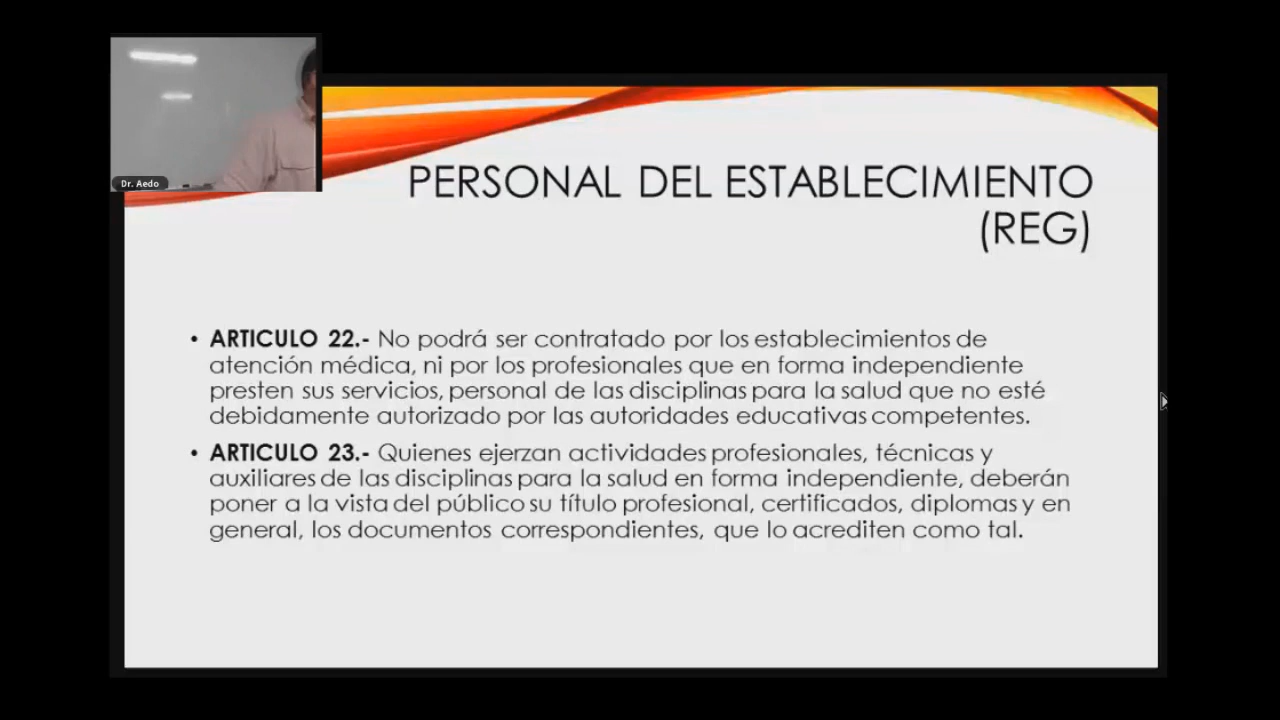 Dr. Aedo
PERSONAL DEL ESTABLECIMIENTO
(REG)
• ARTICULO 22.- No podrá ser contratado por los establecimientos de
atención médica, ni por los profesionales que en forma independiente
presten sus servicios, personal de las disciplinas para la salud que no esté
debidamente autorizado por las autoridades educativas competentes.
• ARTICULO 23.- Quienes ejerzan actividades profesionales, técnicas y
auxiliares de las disciplinas para la salud en forma independiente, deberán
poner a la vista del público su título profesional, certificados, diplomas y en
general, los documentos correspondientes, que lo acrediten como tal.